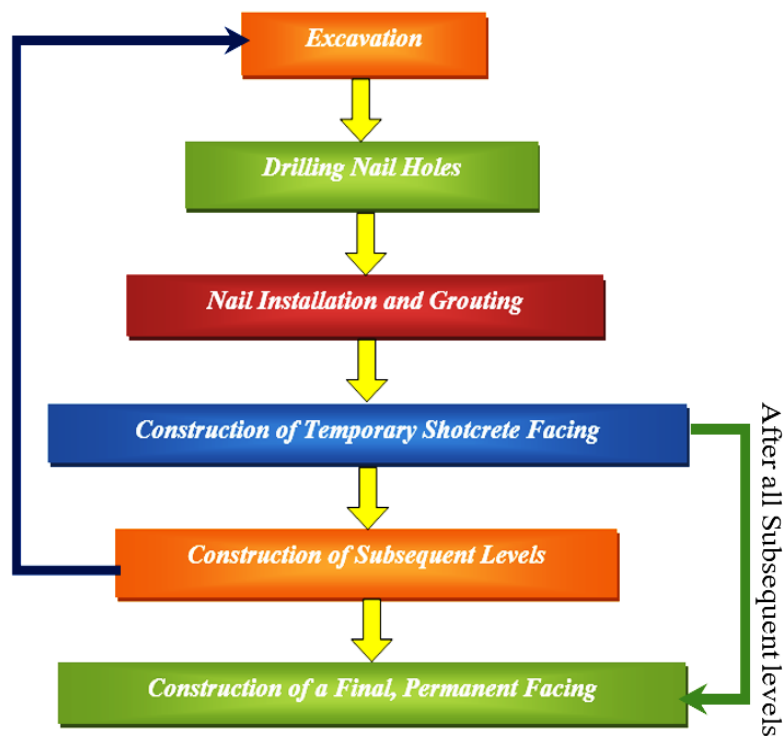 Excavation
Drilling Nail Holes
Nail Installation and Grouting
Construction of Temporary Shotcrete Facing
Construction of Subsequent Levels
Construction of a Final, Permanent Facing
After all Subsequent levels